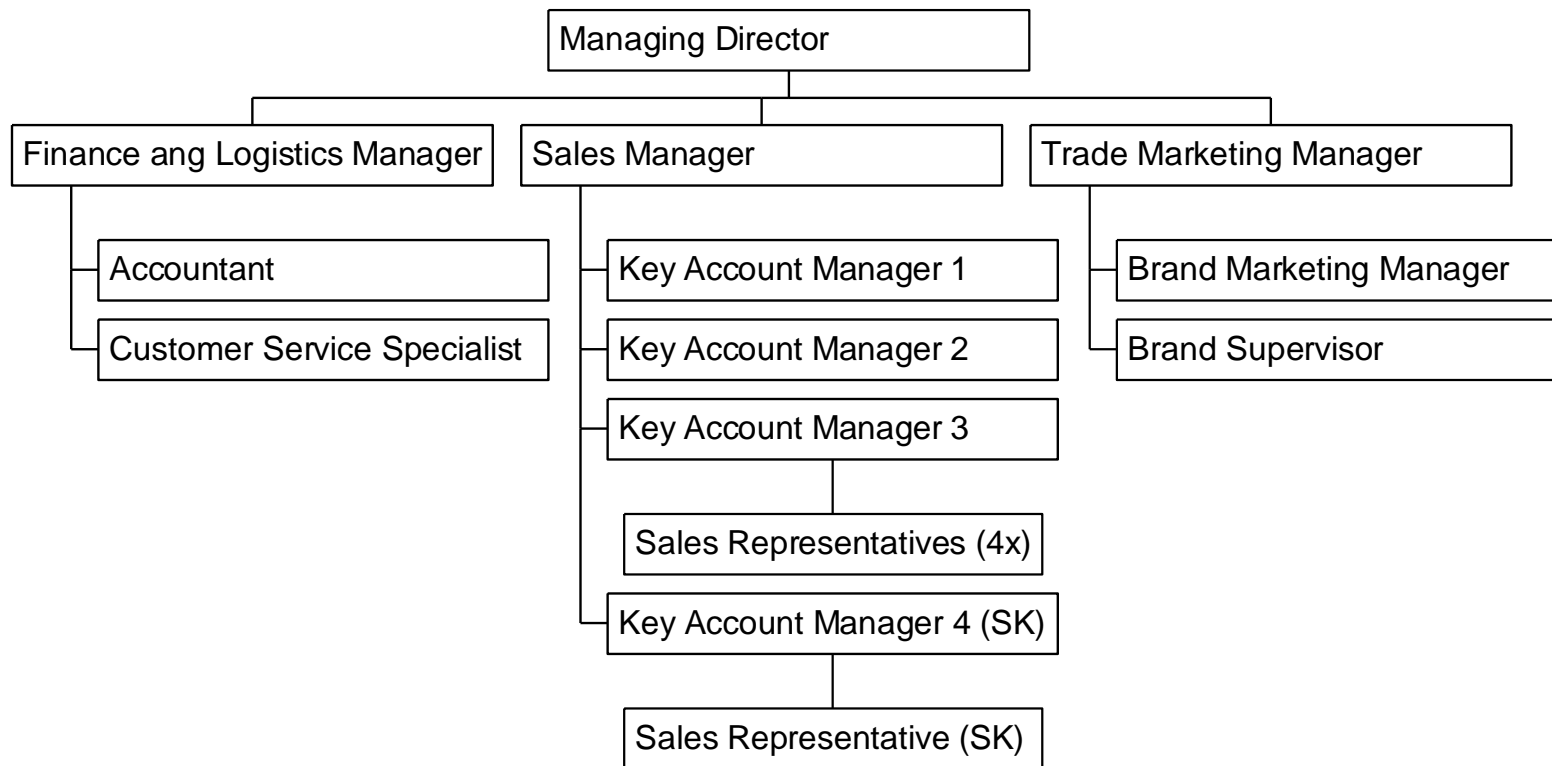 Managing Director
Finance ang Logistics Manager
Sales Manager
Trade Marketing Manager
Accountant
Customer Service Specialist
Key Account Manager 1
Key Account Manager 2
Key Account Manager 3
Sales Representatives (4x)
Key Account Manager 4 (SK)
Sales Representative (SK)
Brand Marketing Manager
Brand Supervisor